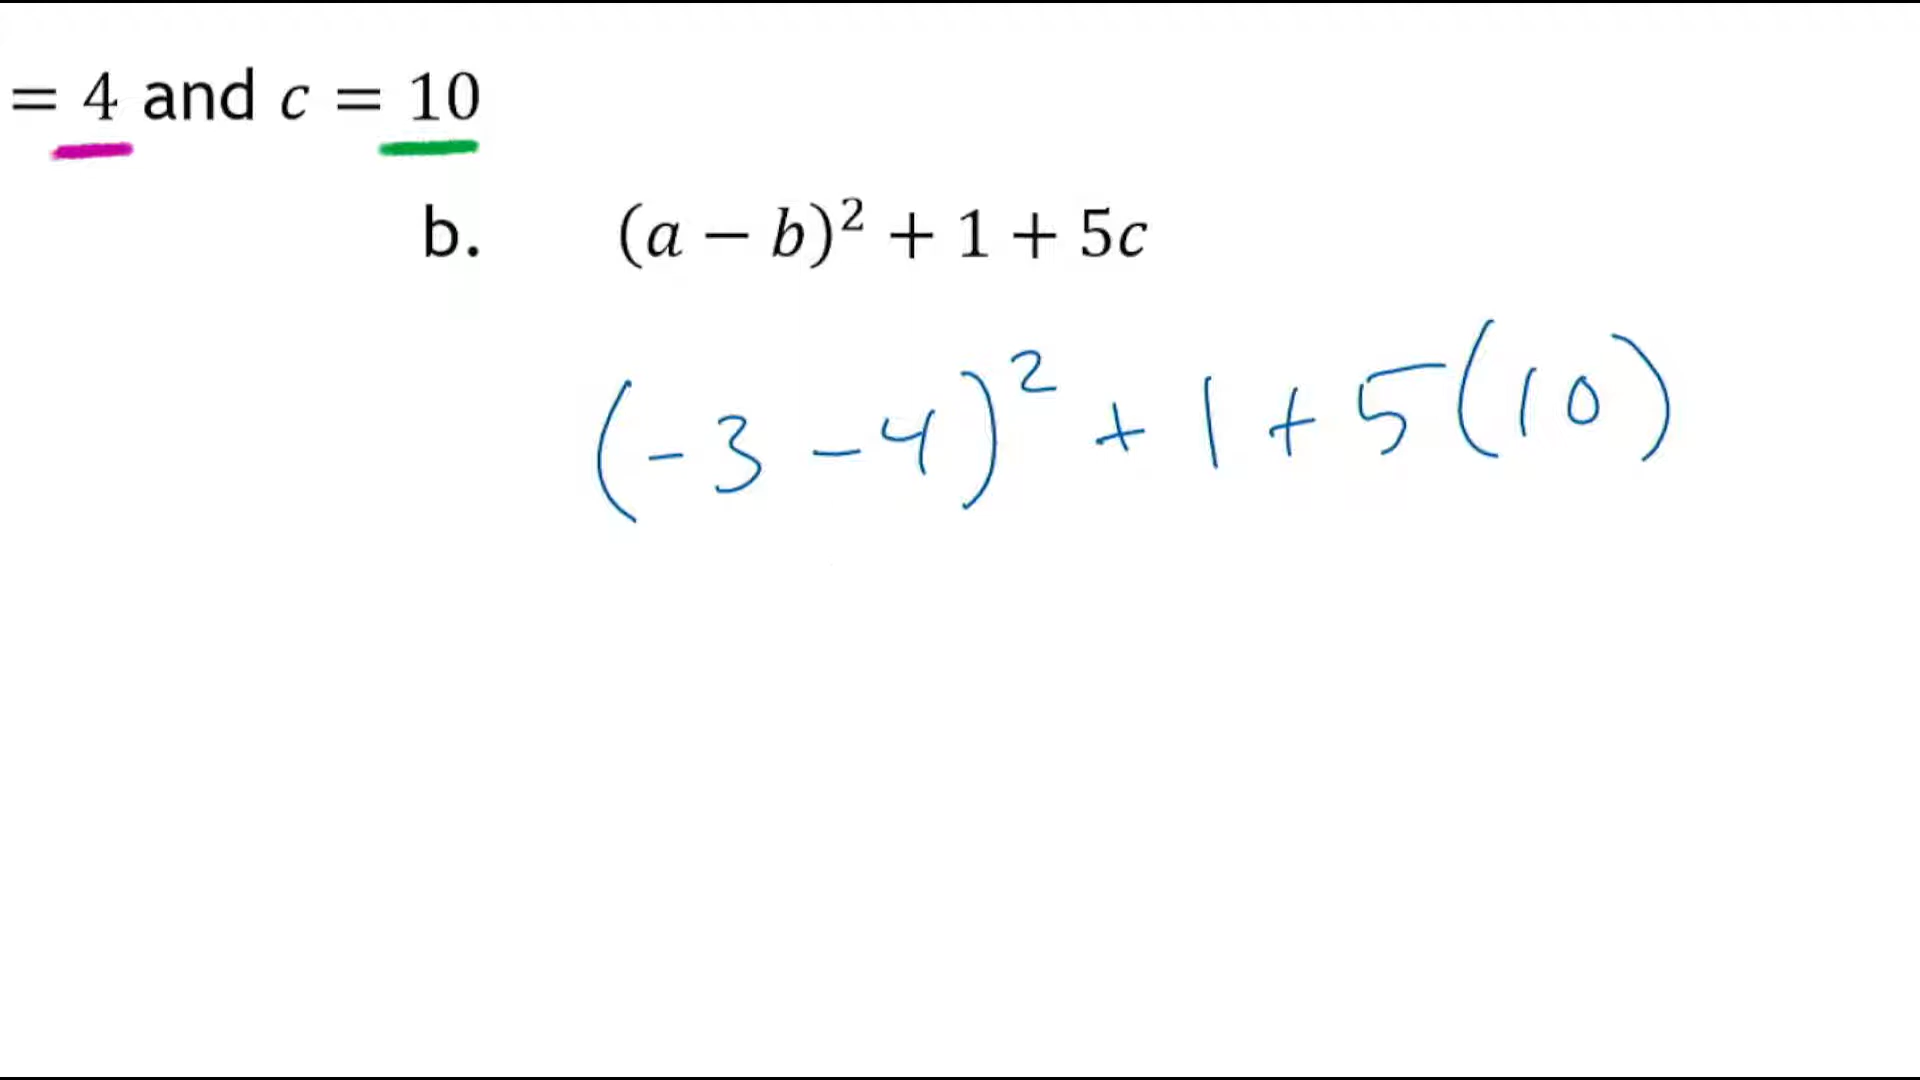 = 4 and c = 10
b. (a − b)² + 1 + 5c
(-3 - 4)² + 1 + 5(10)